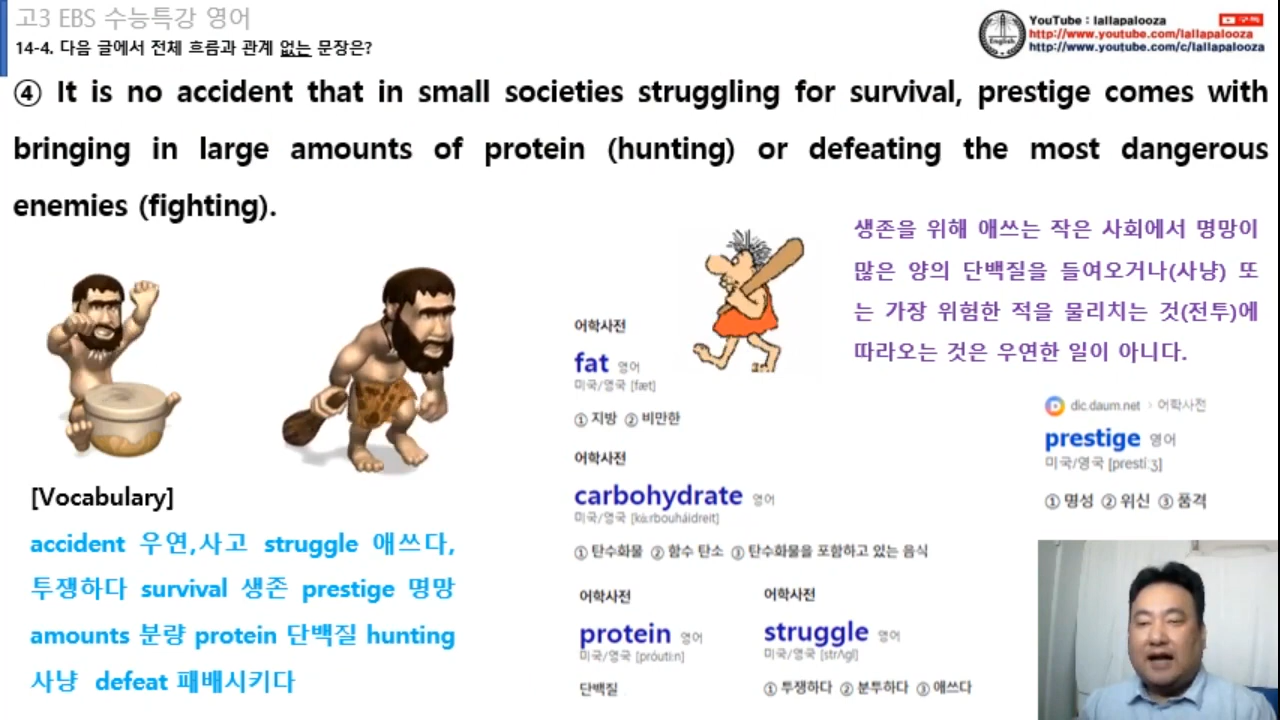 고3 EBS 수능특강 영어
14-4. 다음 글에서 전체 흐름과 관계 없는 문장은?
English
YouTube : lallapalooza
구독
http://www.youtube.com/lallapalooza
http://www.youtube.com/c/lallapalooza
④ It is no accident that in small societies struggling for survival, prestige comes with
bringing in large amounts of protein (hunting) or defeating the most dangerous
enemies (fighting).
생존을 위해 애쓰는 작은 사회에서 명망이
많은 양의 단백질을 들여오거나(사냥) 또
는 가장 위험한 적을 물리치는 것(전투)에
따라오는 것은 우연한 일이 아니다.
어학사전
fat 영어
미국/영국 [fæt]
① 지방 ② 비만한
어학사전
carbohydrate 영어
미국/영국 [kɑ̀ːrbouháidreit]
① 탄수화물 ② 함수 탄소 ③ 탄수화물을 포함하고 있는 음식
dic.daum.net › 어학사전
prestige 영어
미국/영국 [prestiːʒ]
① 명성 ② 위신 ③ 품격
[Vocabulary]
accident 우연,사고 struggle 애쓰다,
투쟁하다 survival 생존 prestige 명망
amounts 분량 protein 단백질 hunting
사냥 defeat 패배시키다
어학사전
protein 영어
미국/영국 [próutiːn]
단백질
어학사전
struggle 영어
미국/영국 [strʌgl]
① 투쟁하다 ② 분투하다 ③ 애쓰다